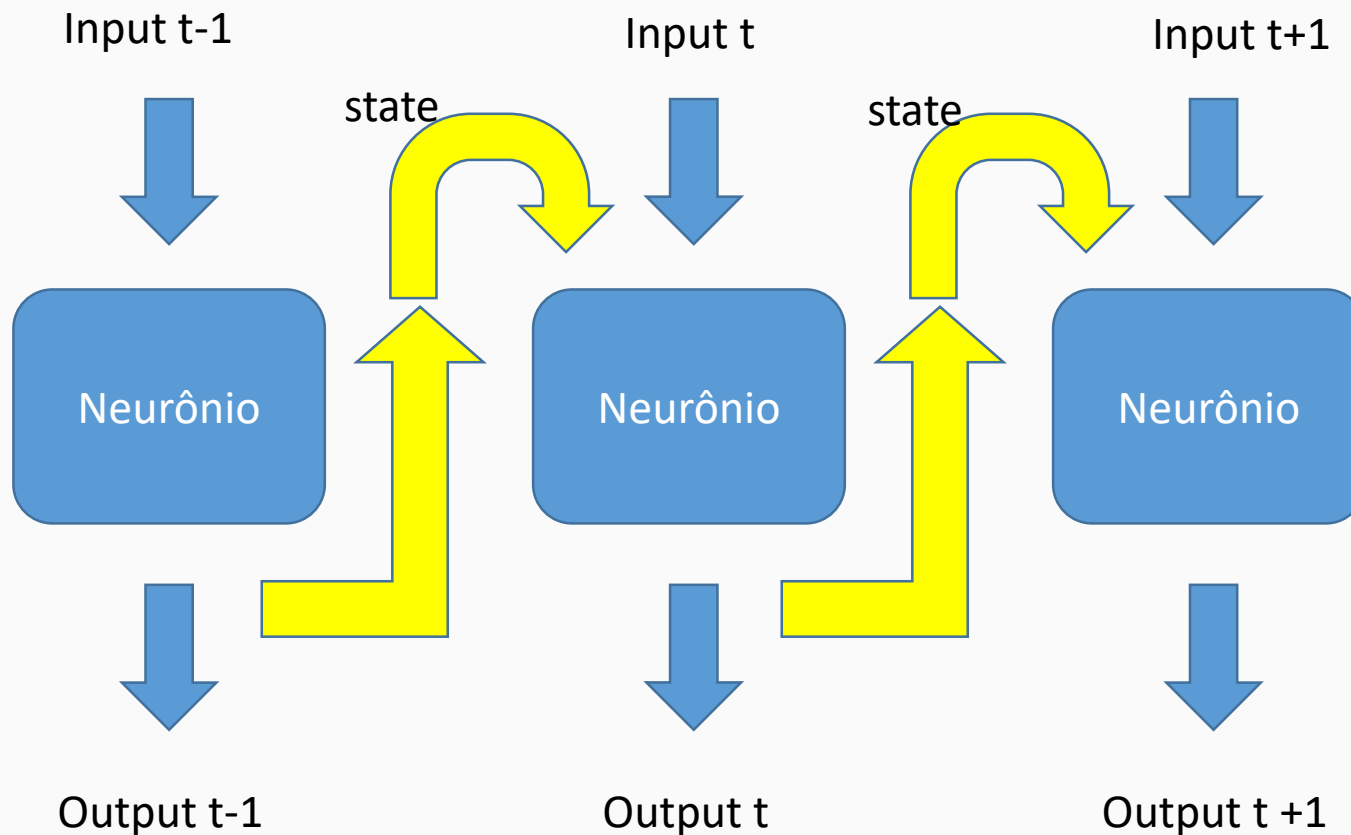 Input t-1
Input t
Input t+1
state
state
Neurônio
Neurônio
Neurônio
Output t-1
Output t
Output t +1